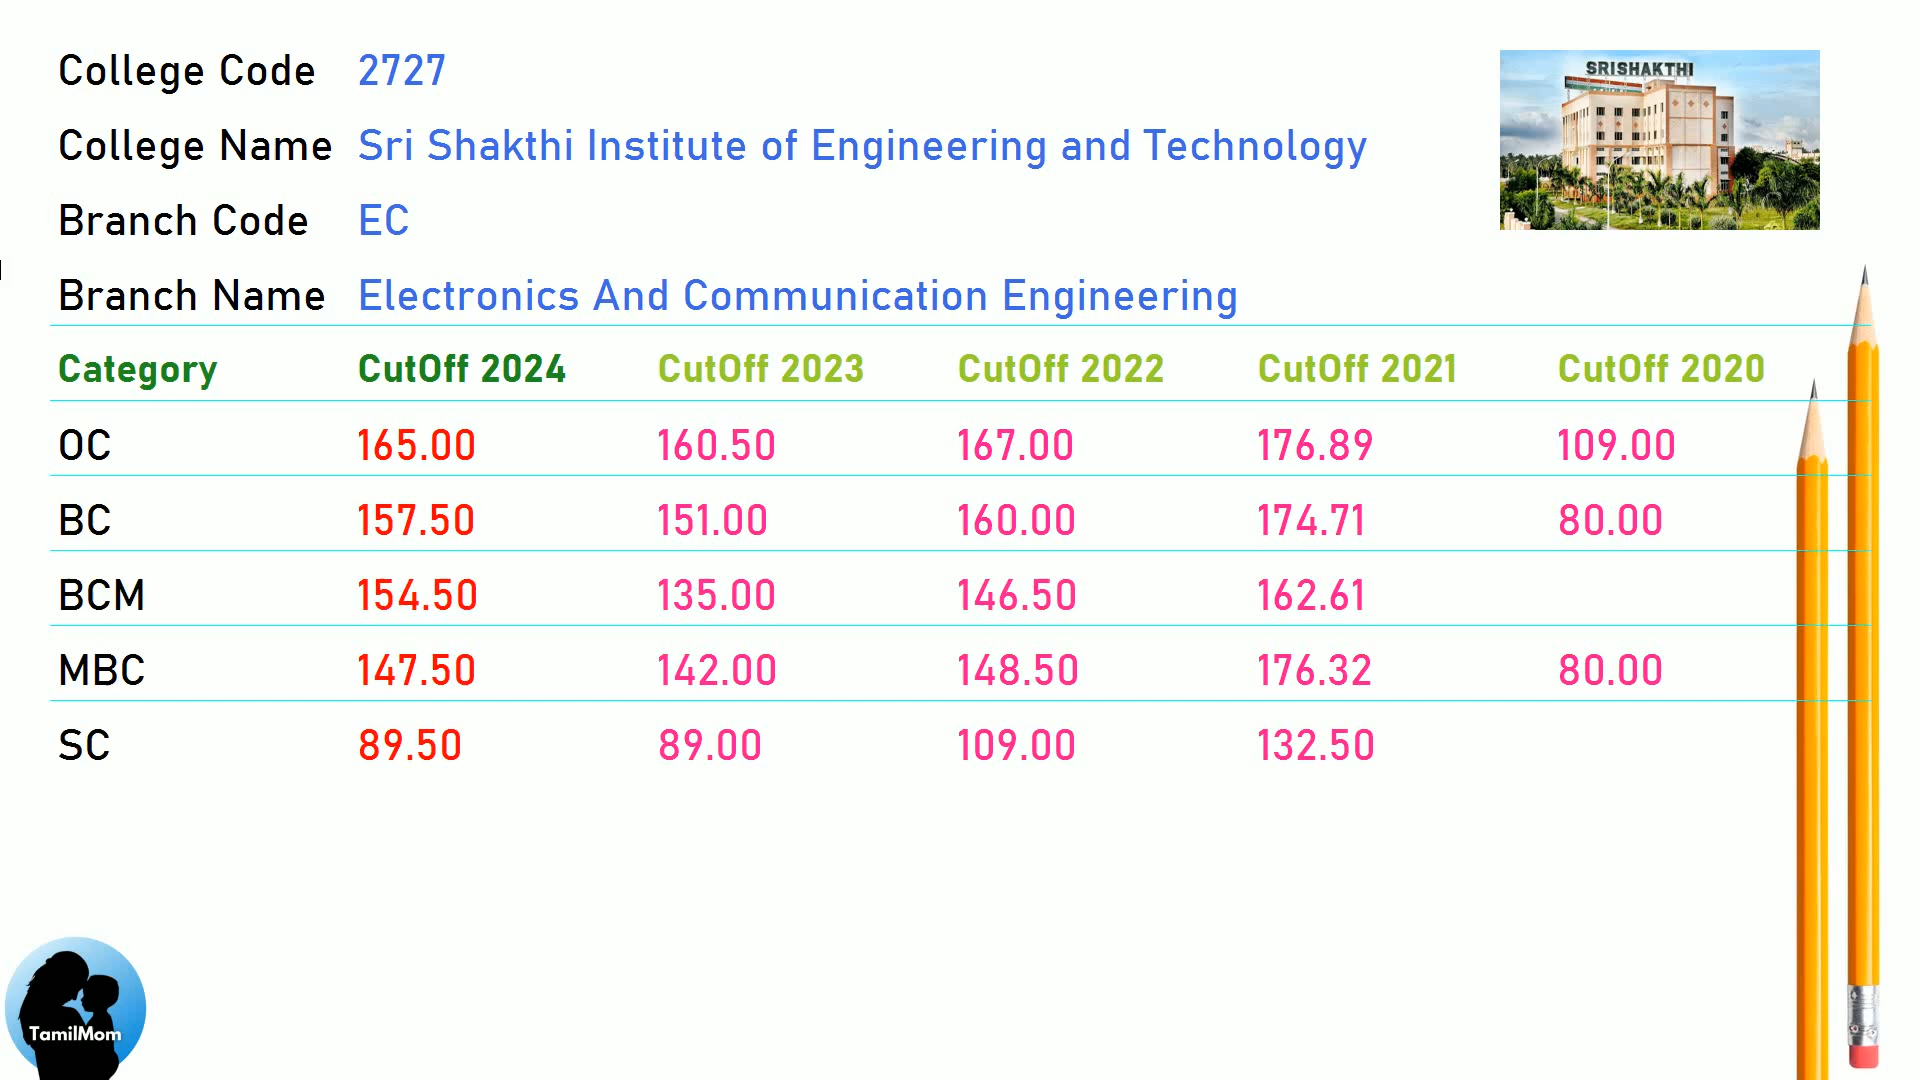 College Code 2727
College Name Sri Shakthi Institute of Engineering and Technology
Branch Code EC
Branch Name Electronics And Communication Engineering
SRISHAKTHI
Category CutOff 2024 CutOff 2023 CutOff 2022 CutOff 2021 CutOff 2020
OC 165.00 160.50 167.00 176.89 109.00
BC 157.50 151.00 160.00 174.71 80.00
BCM 154.50 135.00 146.50 162.61
MBC 147.50 142.00 148.50 176.32 80.00
SC 89.50 89.00 109.00 132.50
TamilMom